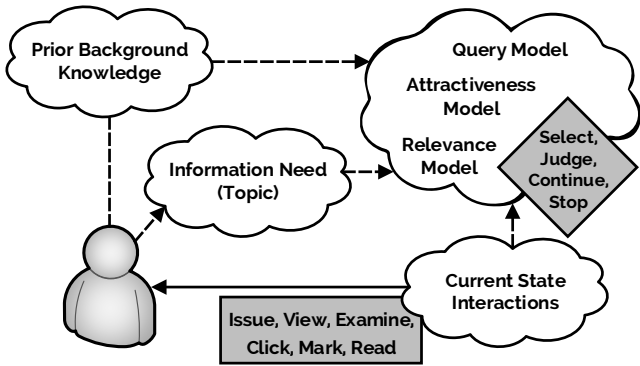 Prior Background
Knowledge
Query Model
Attractiveness
Model
Relevance
Model
Select,
Judge,
Continue,
Stop
Information Need
(Topic)
Current State
Interactions
Issue, View, Examine,
Click, Mark, Read